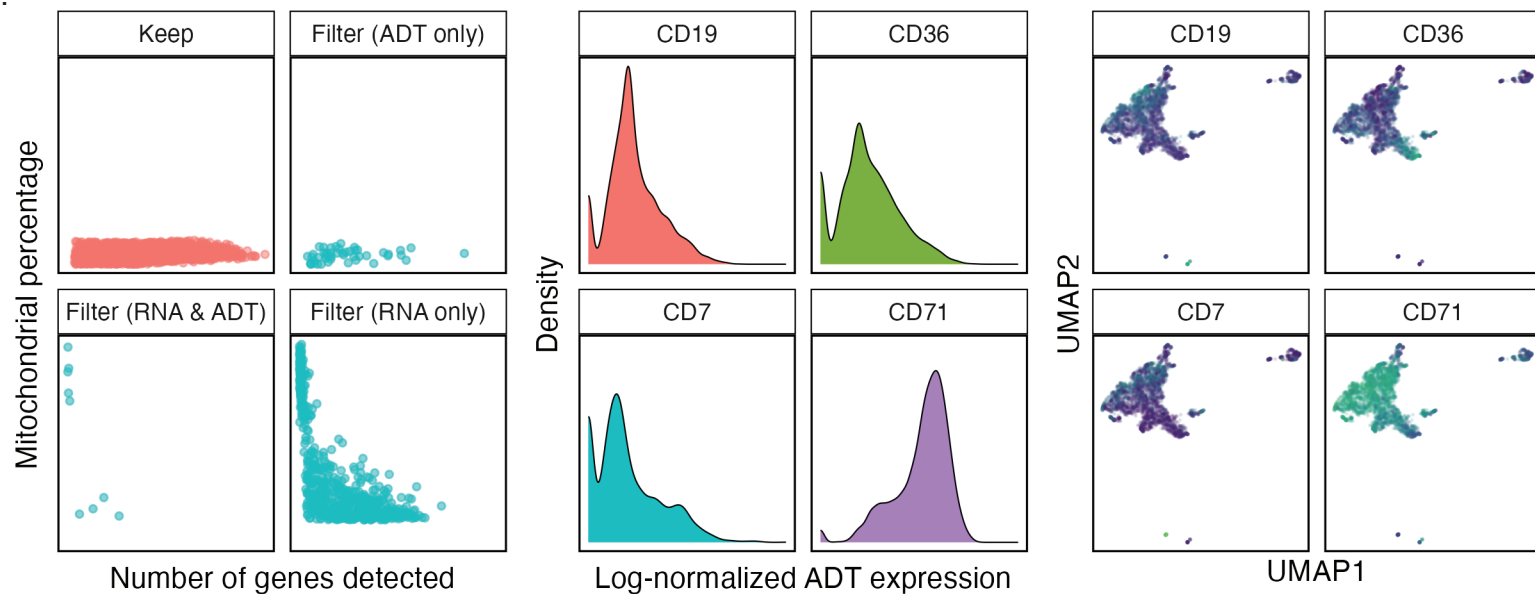 Keep
Filter (ADT only)
Filter (RNA & ADT)
Filter (RNA only)
Mitochondrial percentage
Number of genes detected
CD19
CD36
CD7
CD71
Density
Log-normalized ADT expression
CD19
CD36
CD7
CD71
UMAP2
UMAP1